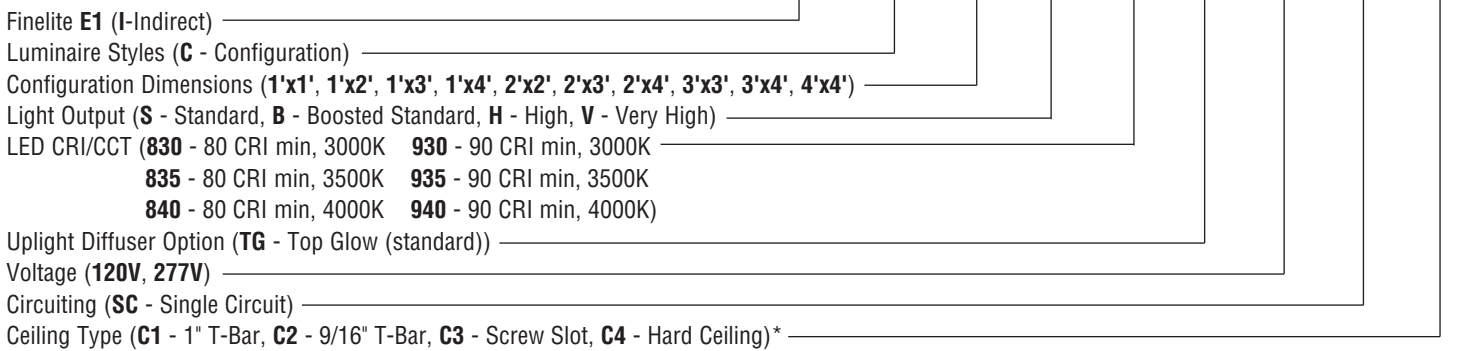 Finelite E1 (I-Indirect)
Luminaire Styles (C - Configuration)
Configuration Dimensions (1'x1', 1'x2', 1'x3', 1'x4', 2'x2', 2'x3', 2'x4', 3'x3', 3'x4', 4'x4')
Light Output (S - Standard, B - Boosted Standard, H - High, V - Very High)
LED CRI/CCT (830 - 80 CRI min, 3000K 930 - 90 CRI min, 3000K
835 - 80 CRI min, 3500K 935 - 90 CRI min, 3500K
840 - 80 CRI min, 4000K 940 - 90 CRI min, 4000K)
Uplight Diffuser Option (TG - Top Glow (standard))
Voltage (120V, 277V)
Circuiting (SC - Single Circuit)
Ceiling Type (C1 - 1" T-Bar, C2 - 9/16" T-Bar, C3 - Screw Slot, C4 - Hard Ceiling)*